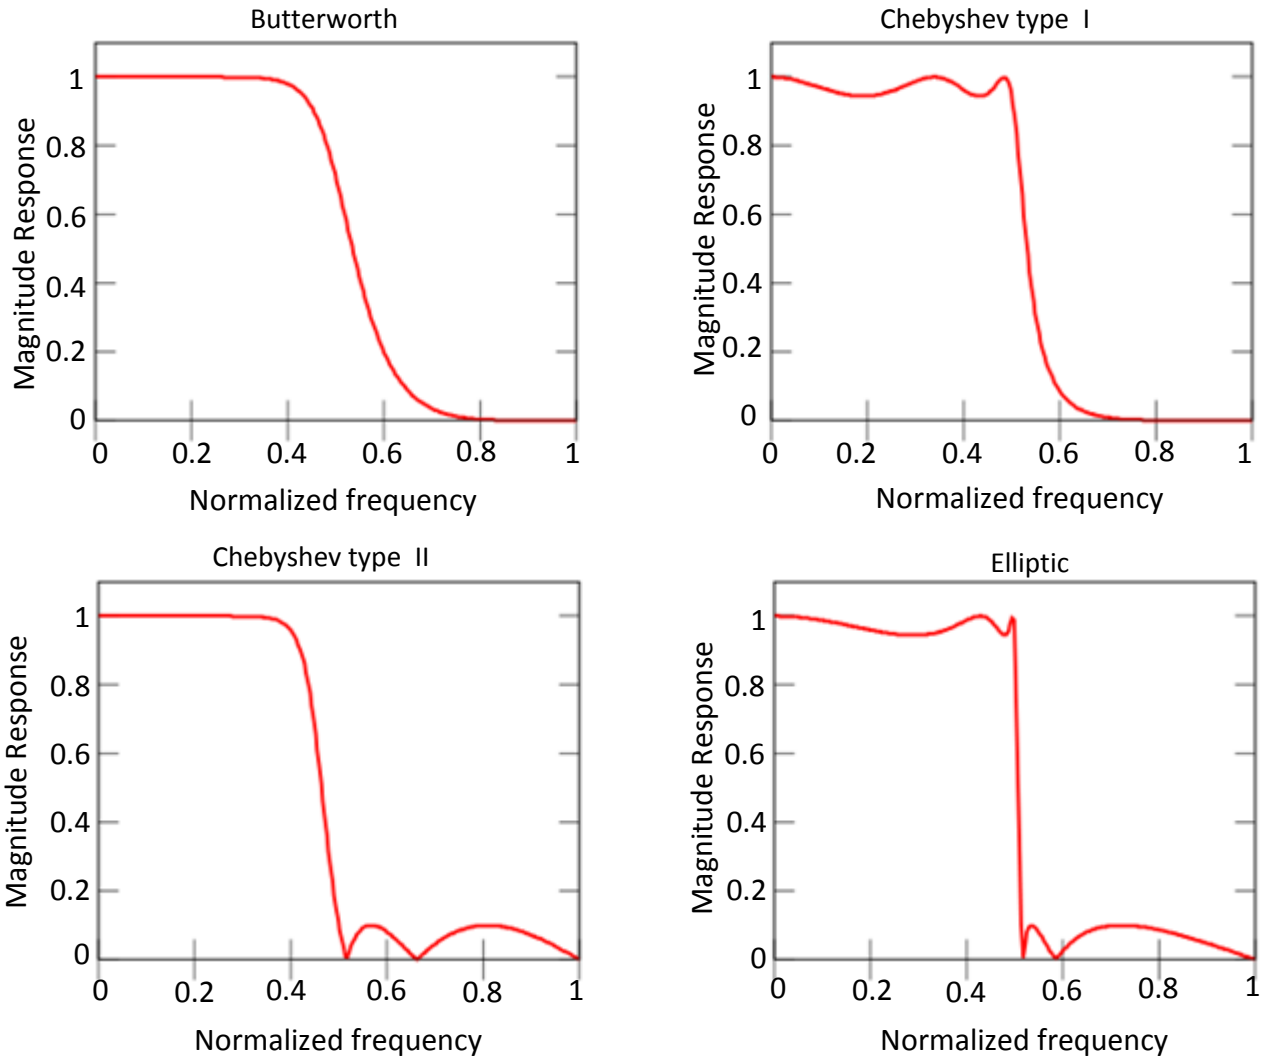 Butterworth
Magnitude Response
1
0.8
0.6
0.4
0.2
0
0 0.2 0.4 0.6 0.8 1
Normalized frequency
Chebyshev type I
Magnitude Response
1
0.8
0.6
0.4
0.2
0
0 0.2 0.4 0.6 0.8 1
Normalized frequency
Chebyshev type II
Magnitude Response
1
0.8
0.6
0.4
0.2
0
0 0.2 0.4 0.6 0.8 1
Normalized frequency
Elliptic
Magnitude Response
1
0.8
0.6
0.4
0.2
0
0 0.2 0.4 0.6 0.8 1
Normalized frequency